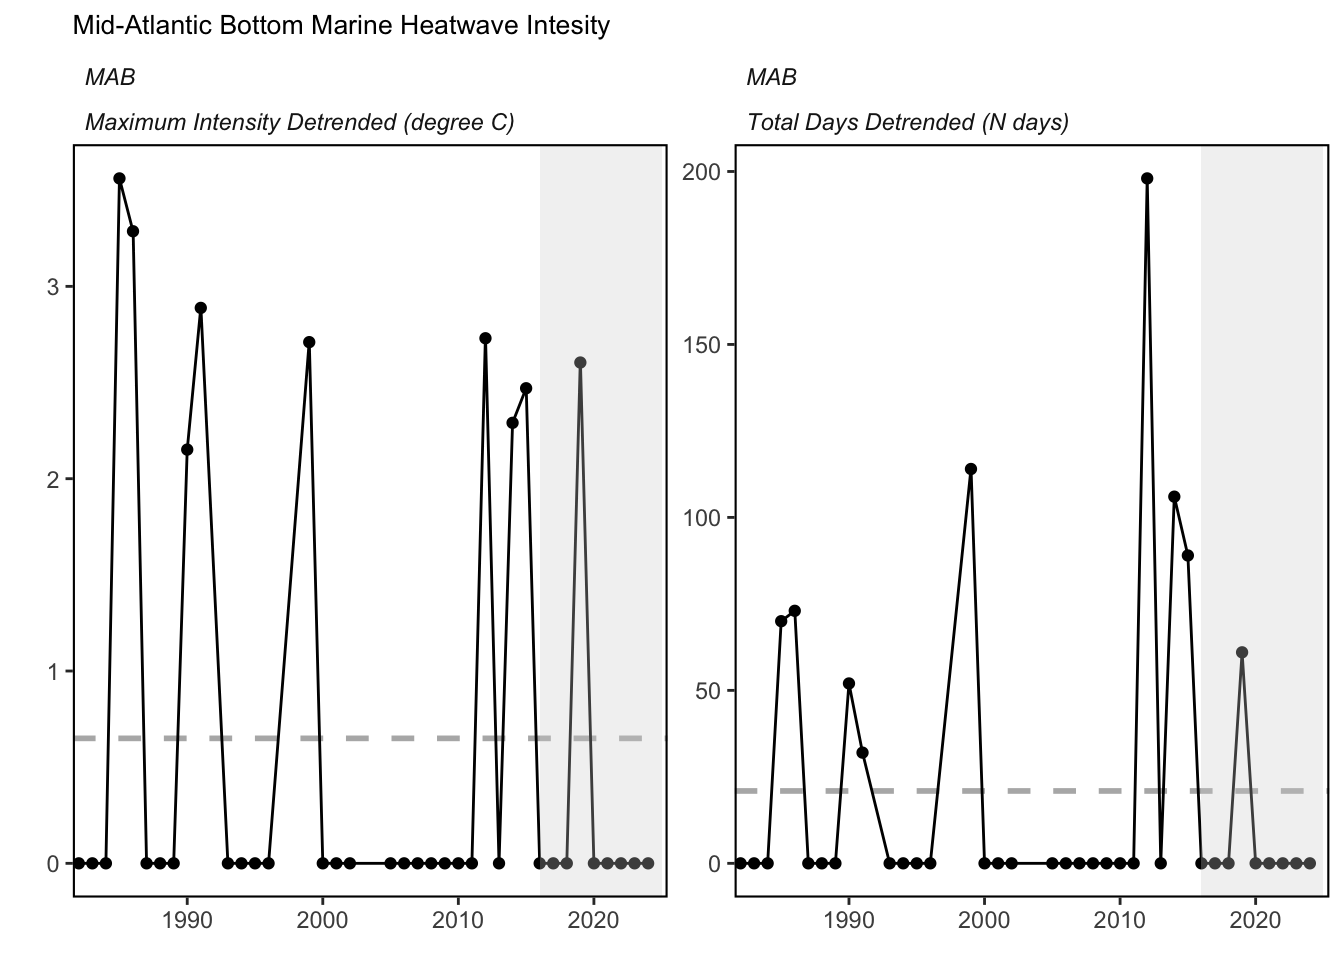 Mid-Atlantic Bottom Marine Heatwave Intesity
MAB
Maximum Intensity Detrended (degree C)
3
2
1
0
1990 2000 2010 2020
MAB
Total Days Detrended (N days)
200
150
100
50
0
1990 2000 2010 2020